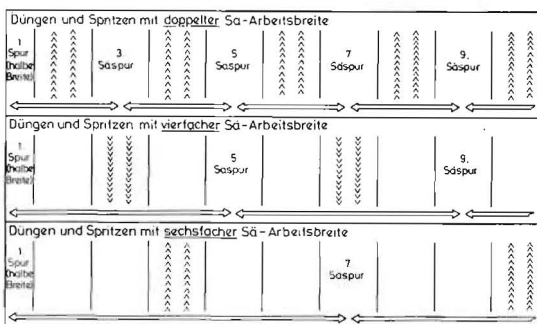 Düngen und Spritzen mit doppelter Sä-Arbeitsbreite
1.
Spur
(halbe
Breite)
3.
Säspur
5
Säspur
7
Säspur
9.
Säspur
Düngen und Spritzen mit vierfacher Sä-Arbeitsbreite
1.
Spur
(halbe
Breite)
5
Säspur
9.
Säspur
Düngen und Spritzen mit sechsfacher Sä-Arbeitsbreite
1.
Spur
(halbe
Breite)
7
Säspur